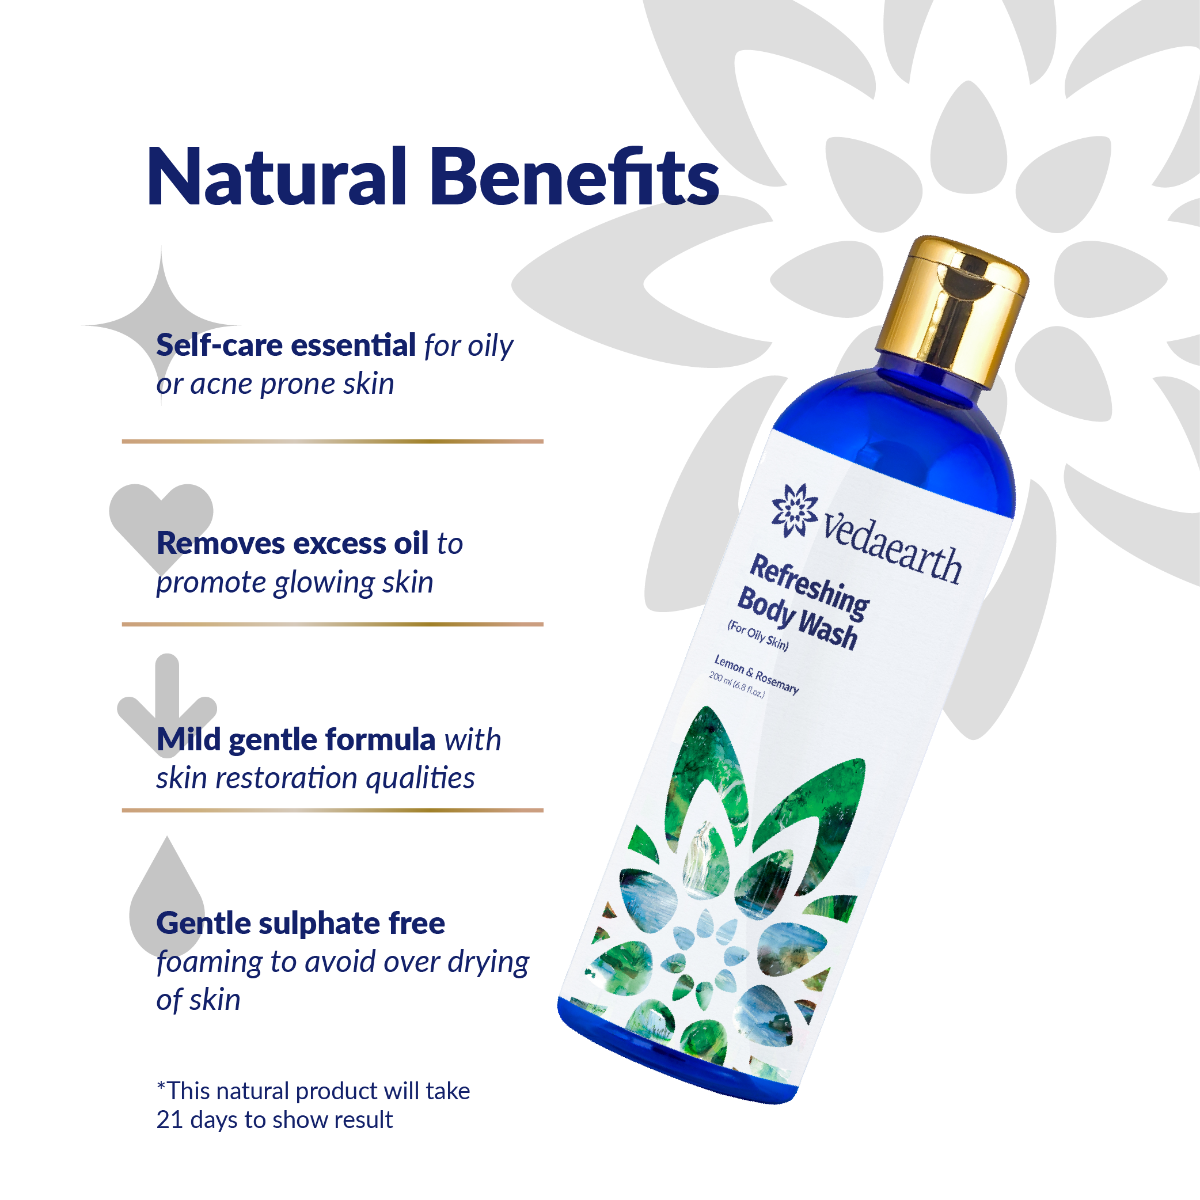 Natural Benefits
Self-care essential for oily
or acne prone skin
Removes excess oil to
promote glowing skin
Mild gentle formula with
skin restoration qualities
Gentle sulphate free
foaming to avoid over drying
of skin
*This natural product will take
21 days to show result
vedaearth
Refreshing
Body Wash
(For Oily Skin)
Lemon & Rosemary
200 ml (6.8 fl.oz.)